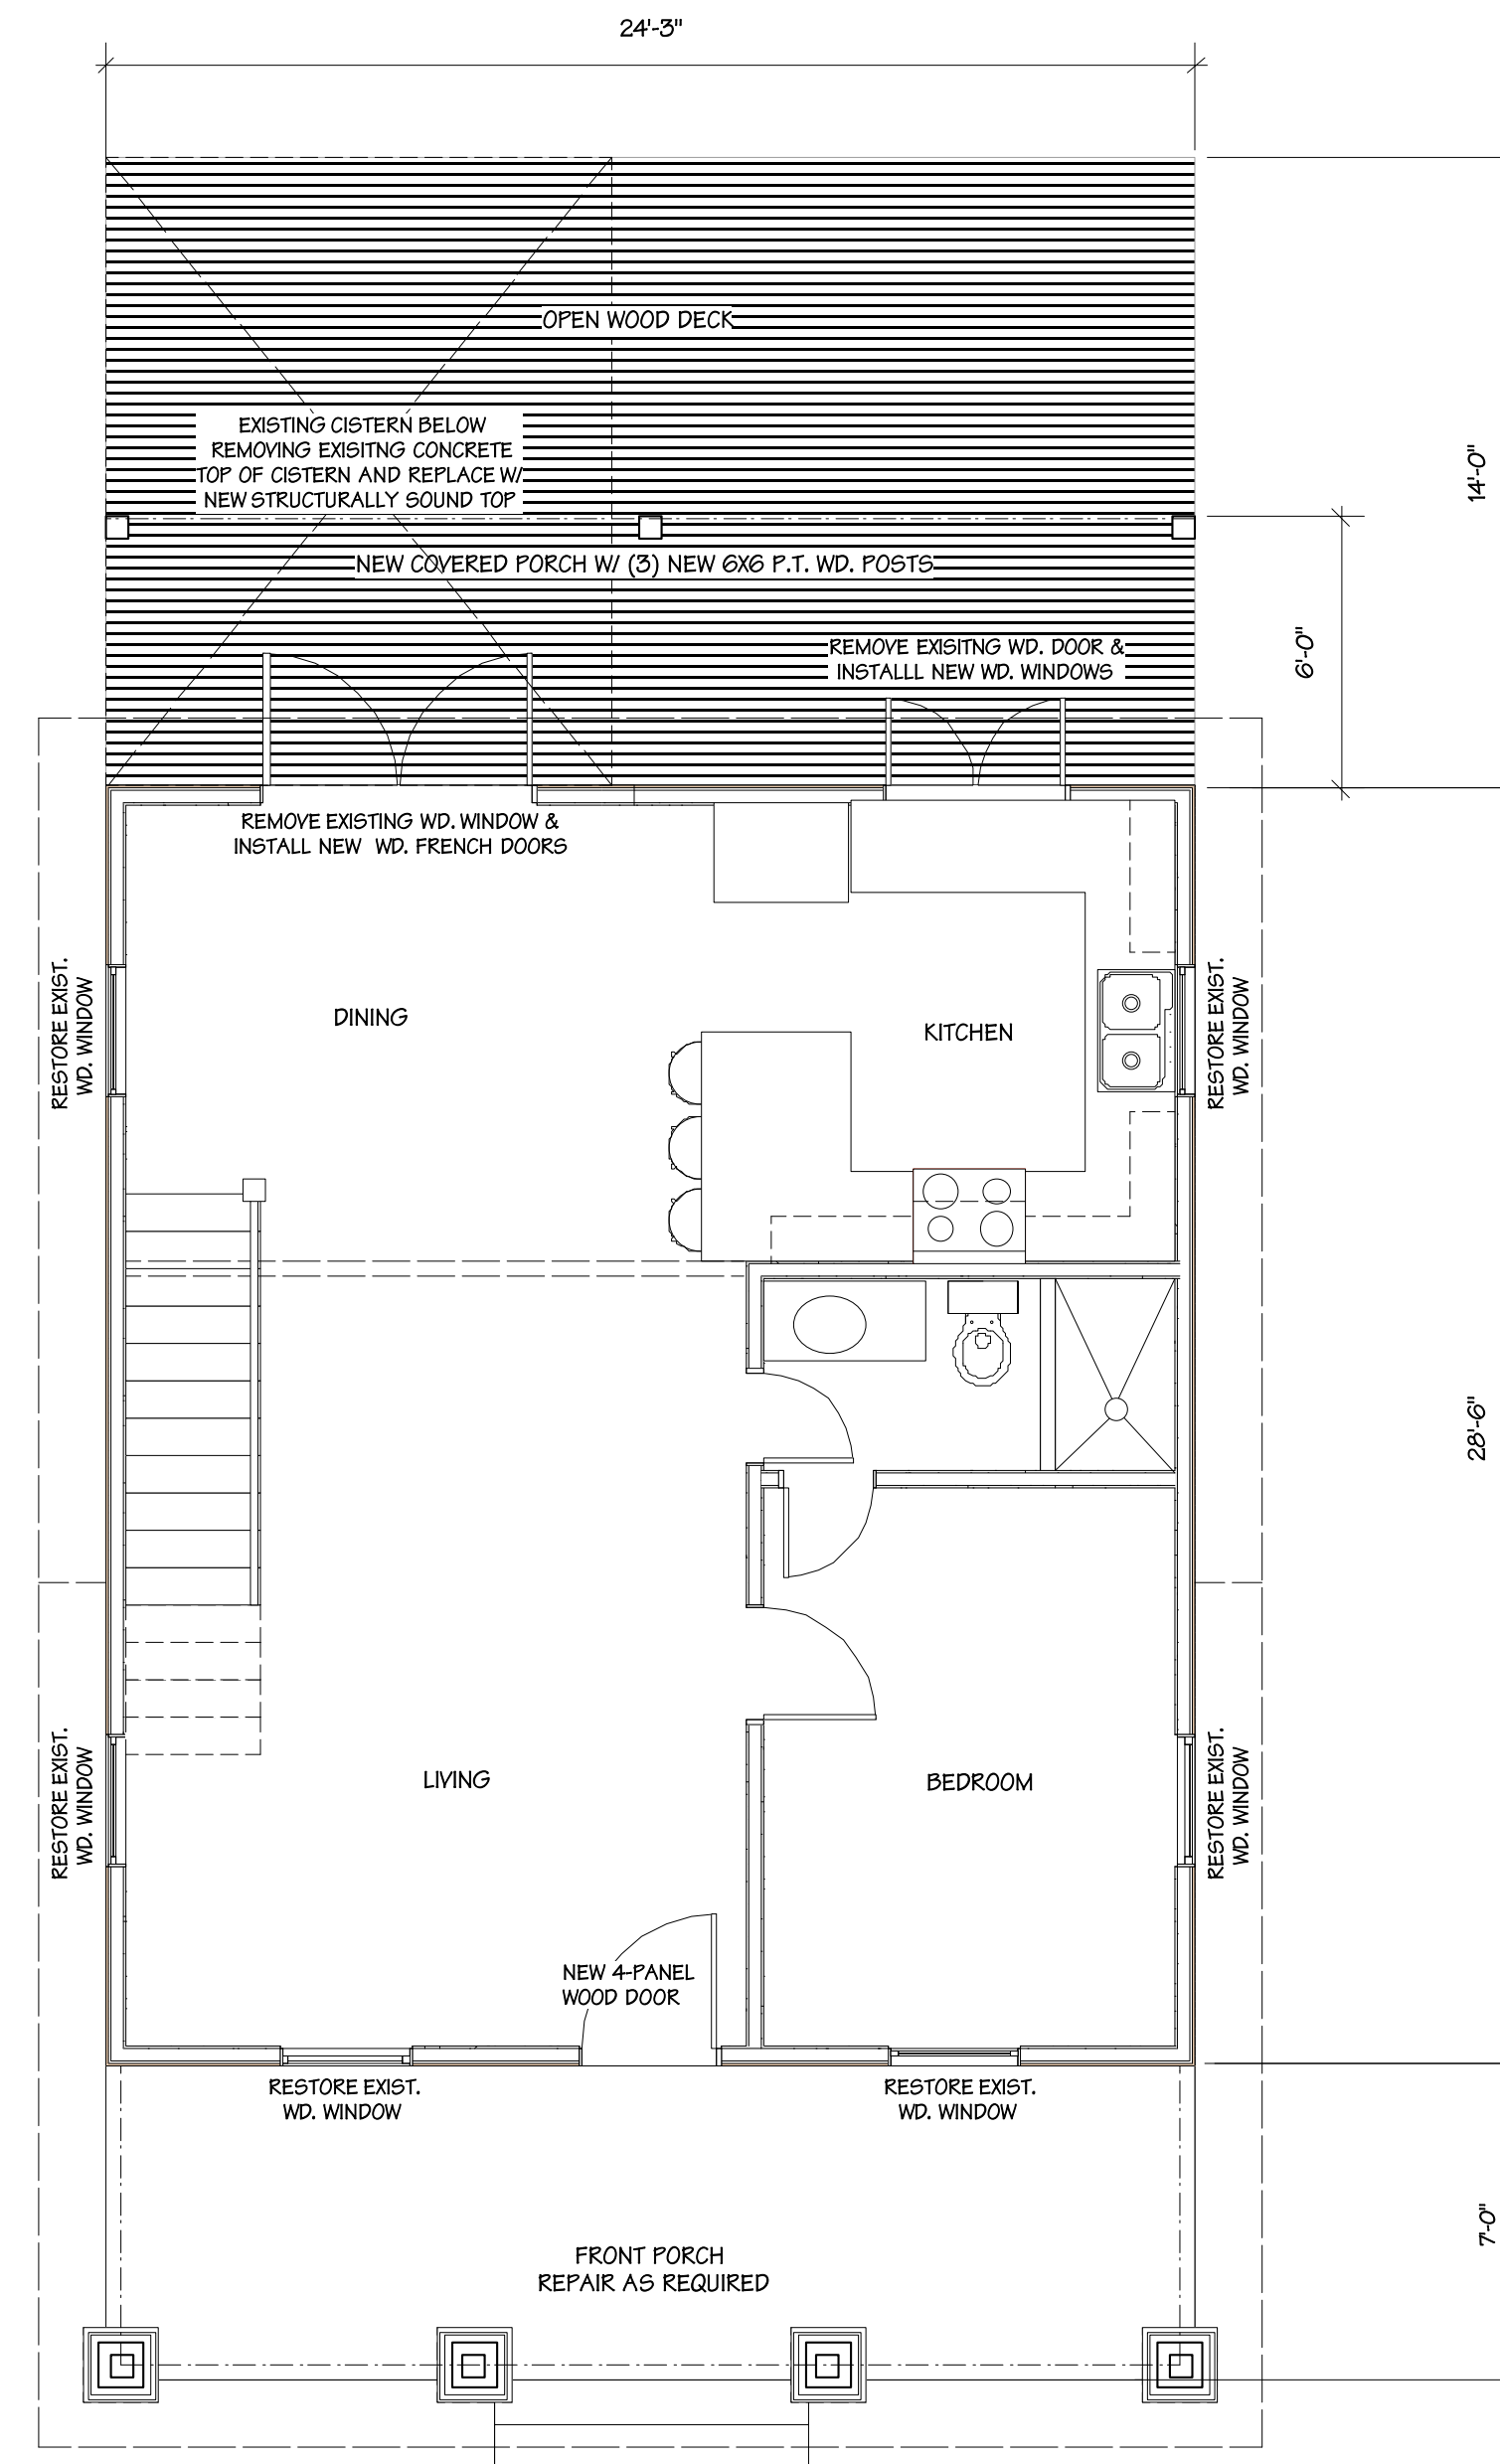 24'-3"
OPEN WOOD DECK
EXISTING CISTERN BELOW
REMOVING EXISITNG CONCRETE
TOP OF CISTERN AND REPLACE W/
NEW STRUCTURALLY SOUND TOP
14'-0"
NEW COVERED PORCH W/ (3) NEW 6X6 P.T. WD. POSTS
REMOVE EXISITNG WD. DOOR &
INSTALLL NEW WD. WINDOWS
6'-0"
REMOVE EXISTING WD. WINDOW &
INSTALL NEW WD. FRENCH DOORS
RESTORE EXIST.
WD. WINDOW
DINING
KITCHEN
RESTORE EXIST.
WD. WINDOW
28'-6"
RESTORE EXIST.
WD. WINDOW
LIVING
BEDROOM
RESTORE EXIST.
WD. WINDOW
NEW 4-PANEL
WOOD DOOR
RESTORE EXIST.
WD. WINDOW
RESTORE EXIST.
WD. WINDOW
7'-0"
FRONT PORCH
REPAIR AS REQUIRED